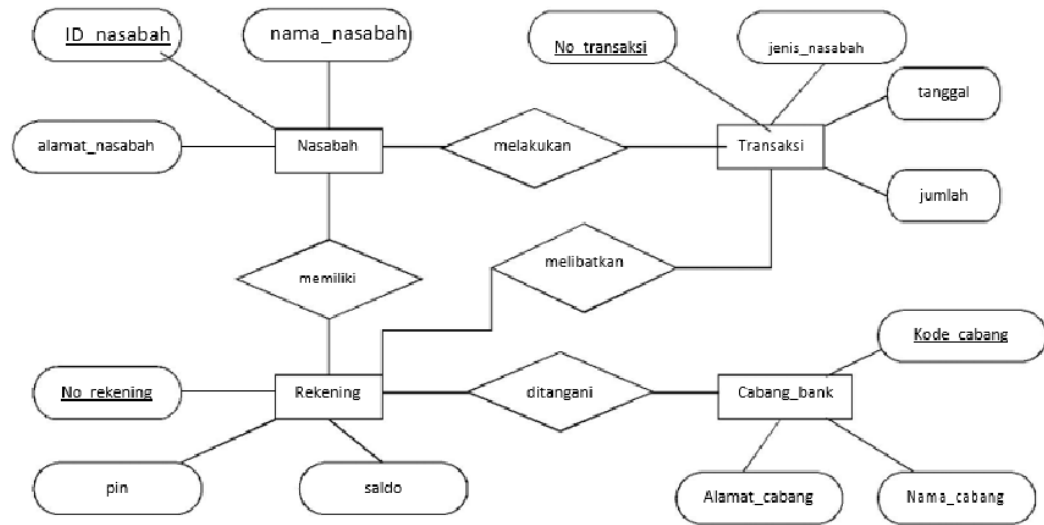 ID_nasabah
nama_nasabah
No_transaksi
jenis_nasabah
tanggal
alamat_nasabah
Nasabah
melakukan
Transaksi
jumlah
memiliki
melibatkan
Kode_cabang
No_rekening
Rekening
ditangani
Cabang_bank
pin
saldo
Alamat_cabang
Nama_cabang